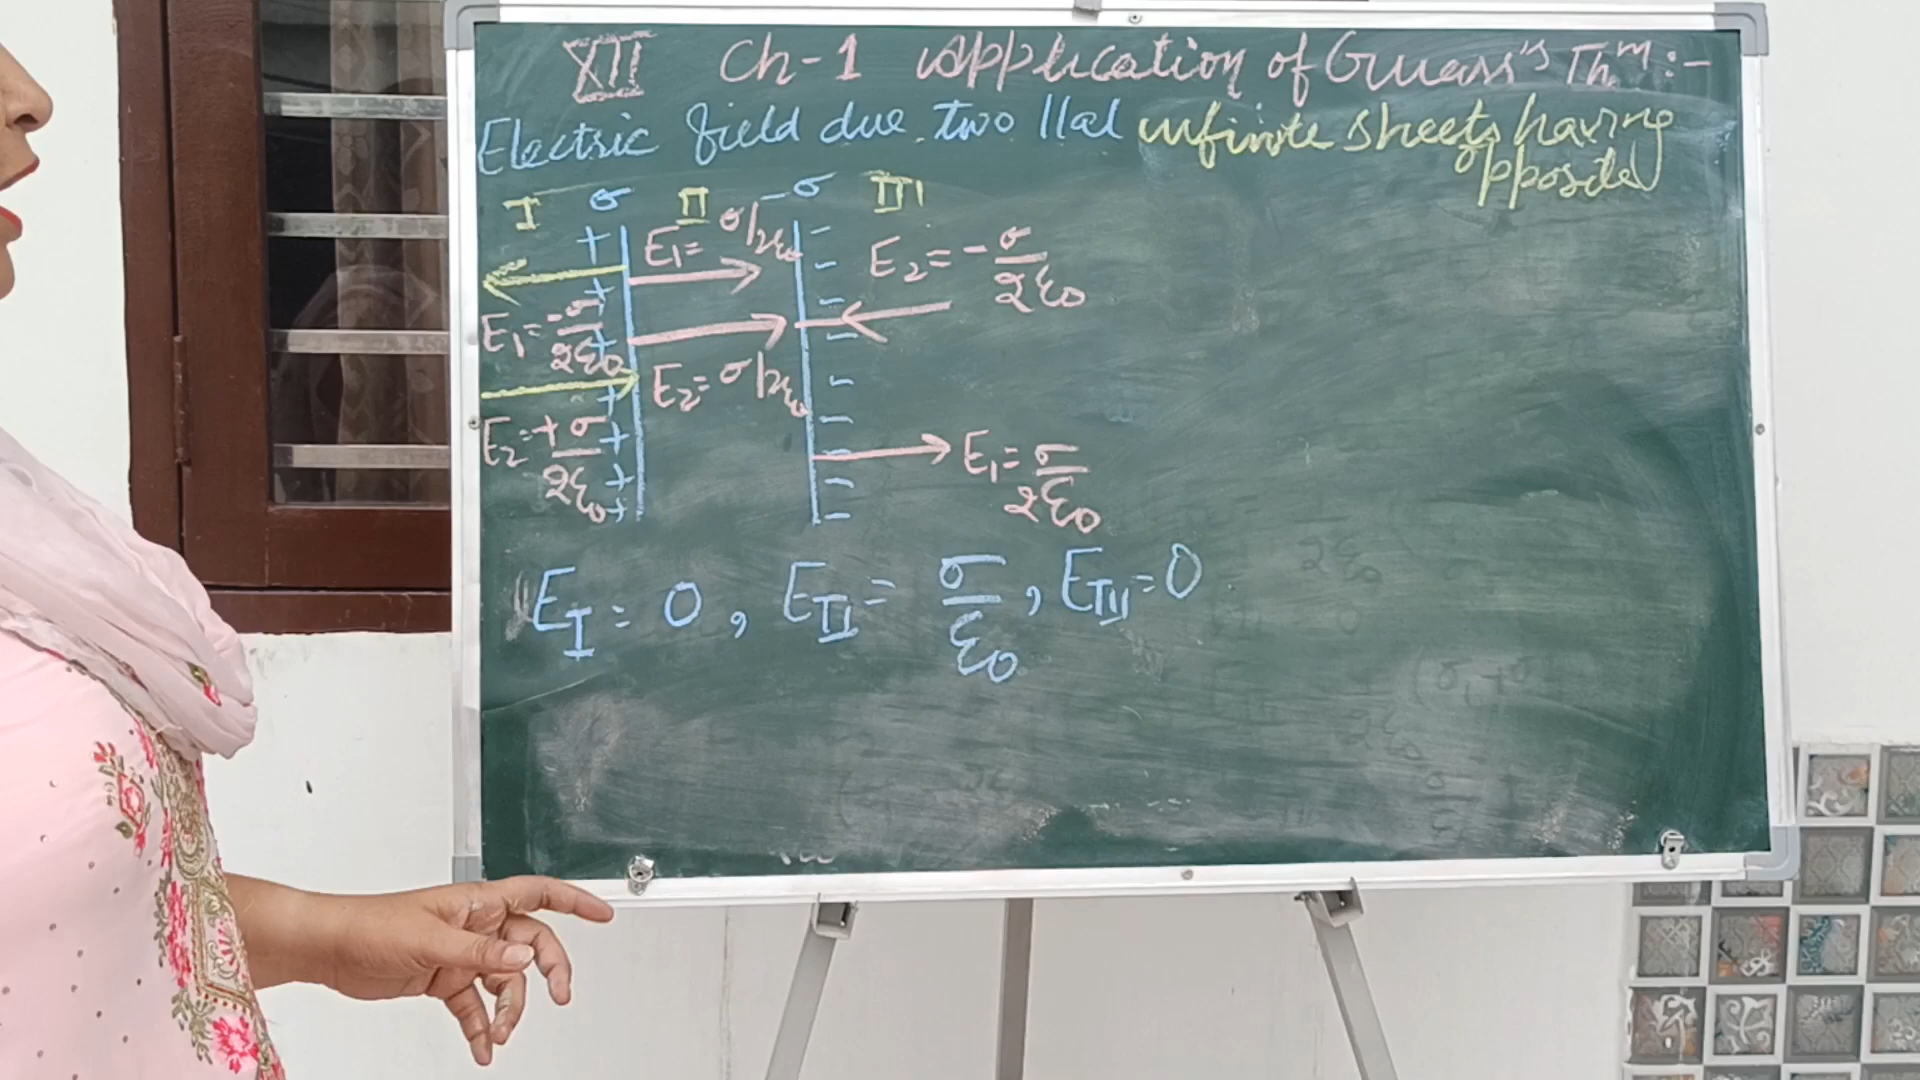 XII Ch-1 Application of Guass's Thm:-
Electric field due two llal infinite sheets having
opposite
I σ II -σ III
E1= σ/2ε0
E2= -σ/2ε0
E1= -σ/2ε0
E2= σ/2ε0
E2= +σ/2ε0
E1= σ/2ε0
EI = 0, EII = σ/ε0, EIII = 0